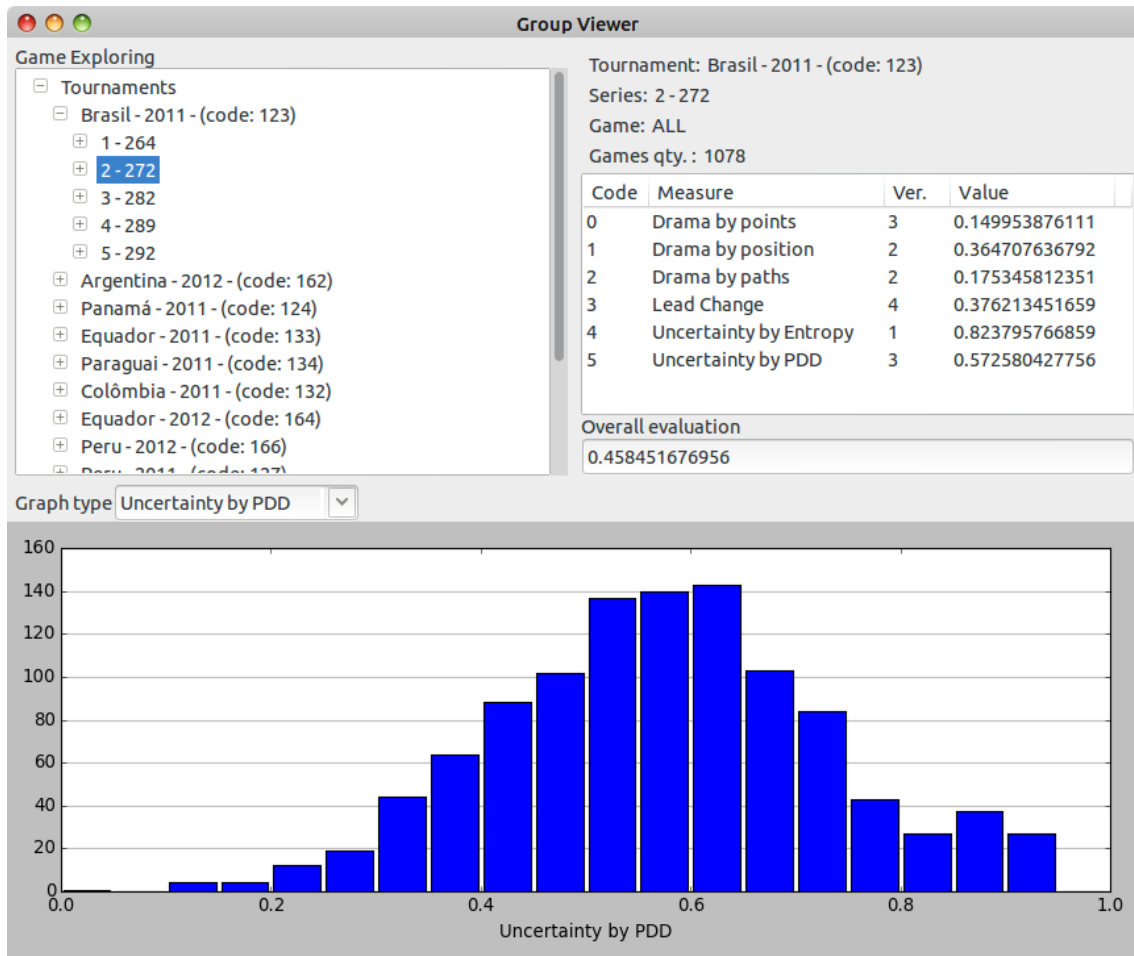 Group Viewer
Game Exploring
Tournaments
Brasil - 2011 - (code: 123)
1 - 264
2 - 272
3 - 282
4 - 289
5 - 292
Argentina - 2012 - (code: 162)
Panamá - 2011 - (code: 124)
Equador - 2011 - (code: 133)
Paraguai - 2011 - (code: 134)
Colômbia - 2011 - (code: 132)
Equador - 2012 - (code: 164)
Peru - 2012 - (code: 166)
Peru - 2011 - (code: 127)
Tournament: Brasil - 2011 - (code: 123)
Series: 2 - 272
Game: ALL
Games qty. : 1078
Code Measure Ver. Value
0 Drama by points 3 0.149953876111
1 Drama by position 2 0.364707636792
2 Drama by paths 2 0.175345812351
3 Lead Change 4 0.376213451659
4 Uncertainty by Entropy 1 0.823795766859
5 Uncertainty by PDD 3 0.572580427756
Overall evaluation
0.458451676956
Graph type Uncertainty by PDD
160
140
120
100
80
60
40
20
0
0.0 0.2 0.4 0.6 0.8 1.0
Uncertainty by PDD